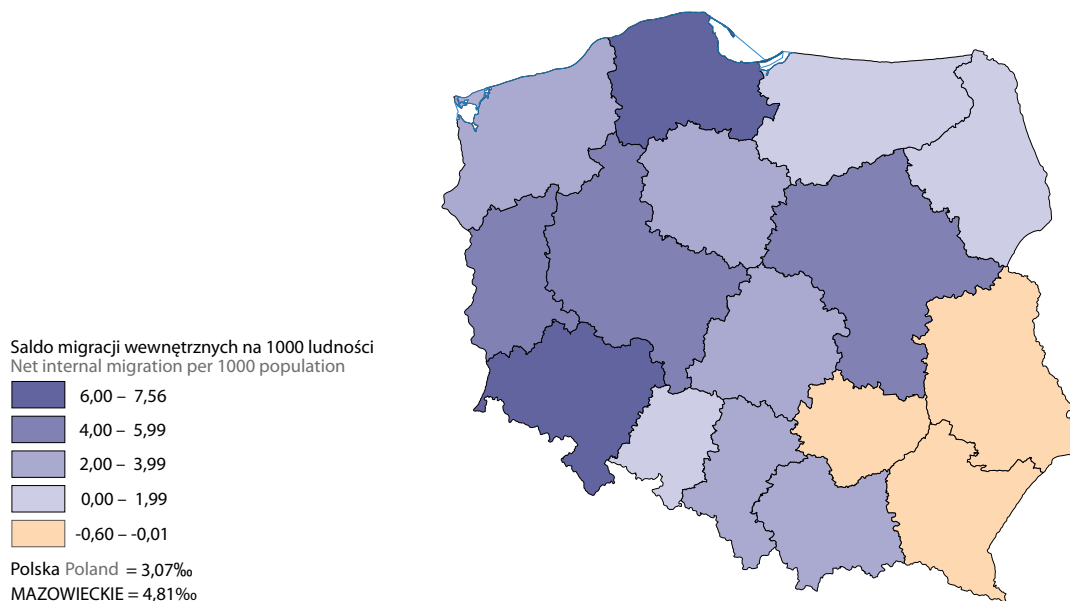 Saldo migracji wewnętrznych na 1000 ludności
Net internal migration per 1000 population
6,00 – 7,56
4,00 – 5,99
2,00 – 3,99
0,00 – 1,99
-0,60 – -0,01
Polska Poland = 3,07‰
MAZOWIECKIE = 4,81‰